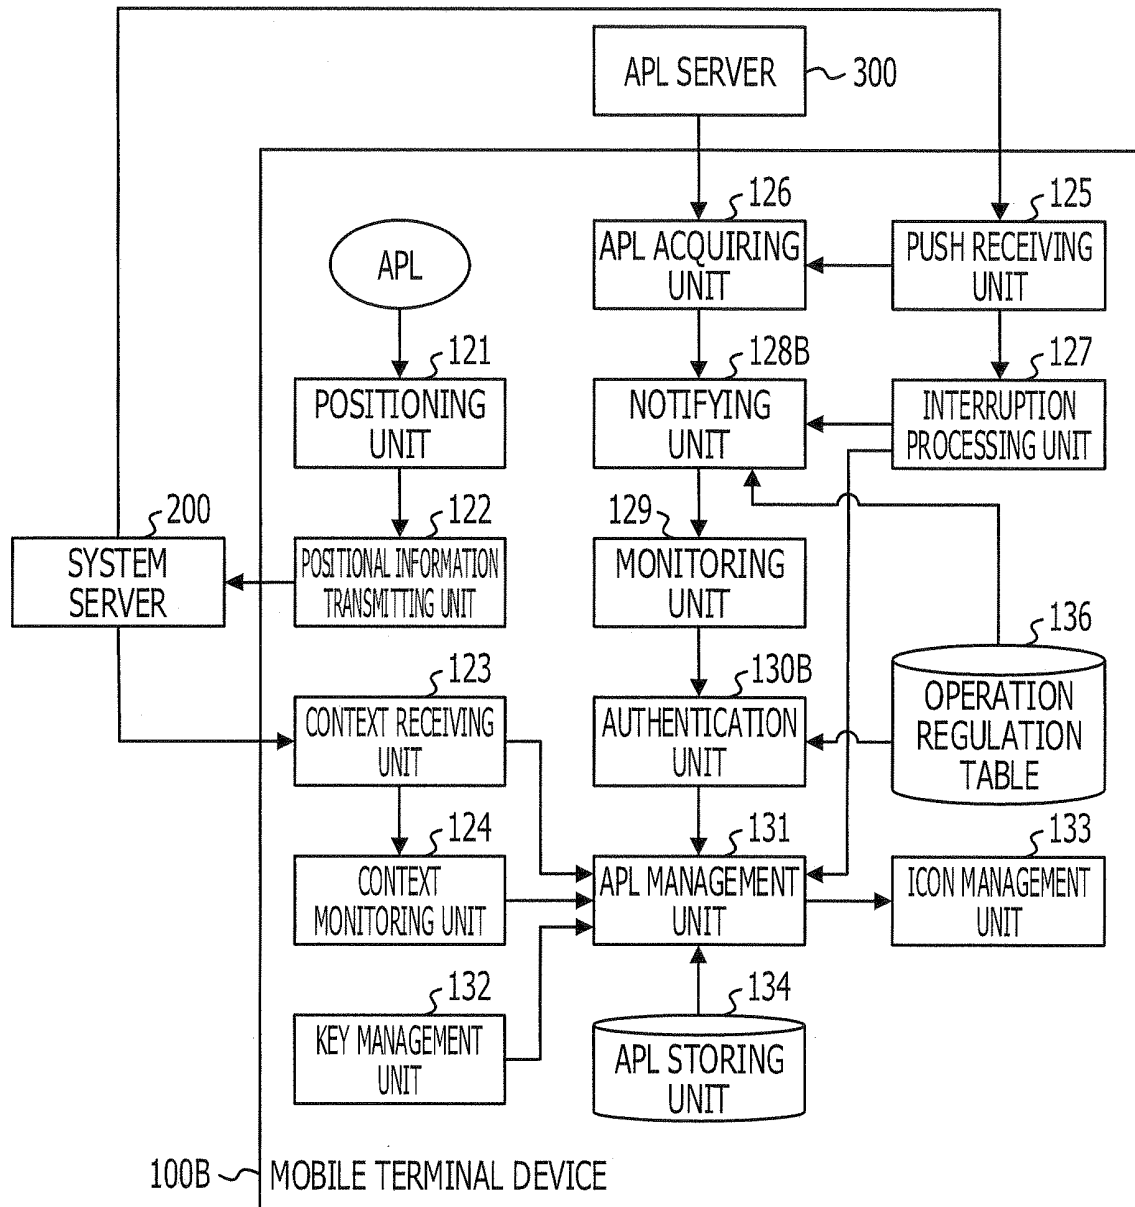 APL SERVER
300
126
125
APL
APL ACQUIRING
UNIT
PUSH RECEIVING
UNIT
121
128B
127
POSITIONING
UNIT
NOTIFYING
UNIT
INTERRUPTION
PROCESSING UNIT
200
122
129
SYSTEM
SERVER
POSITIONAL INFORMATION
TRANSMITTING UNIT
MONITORING
UNIT
136
123
130B
CONTEXT RECEIVING
UNIT
AUTHENTICATION
UNIT
OPERATION
REGULATION
TABLE
124
131
133
CONTEXT
MONITORING UNIT
APL MANAGEMENT
UNIT
ICON MANAGEMENT
UNIT
132
134
KEY MANAGEMENT
UNIT
APL STORING
UNIT
100B
MOBILE TERMINAL DEVICE